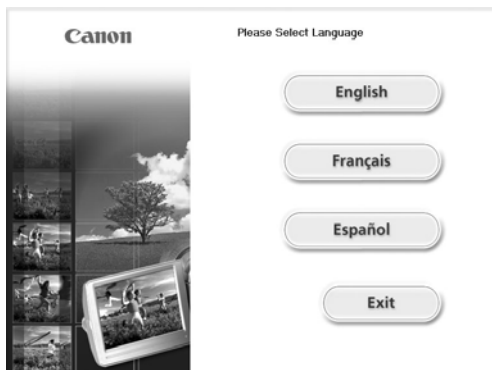 Canon
Please Select Language
English
Français
Español
Exit